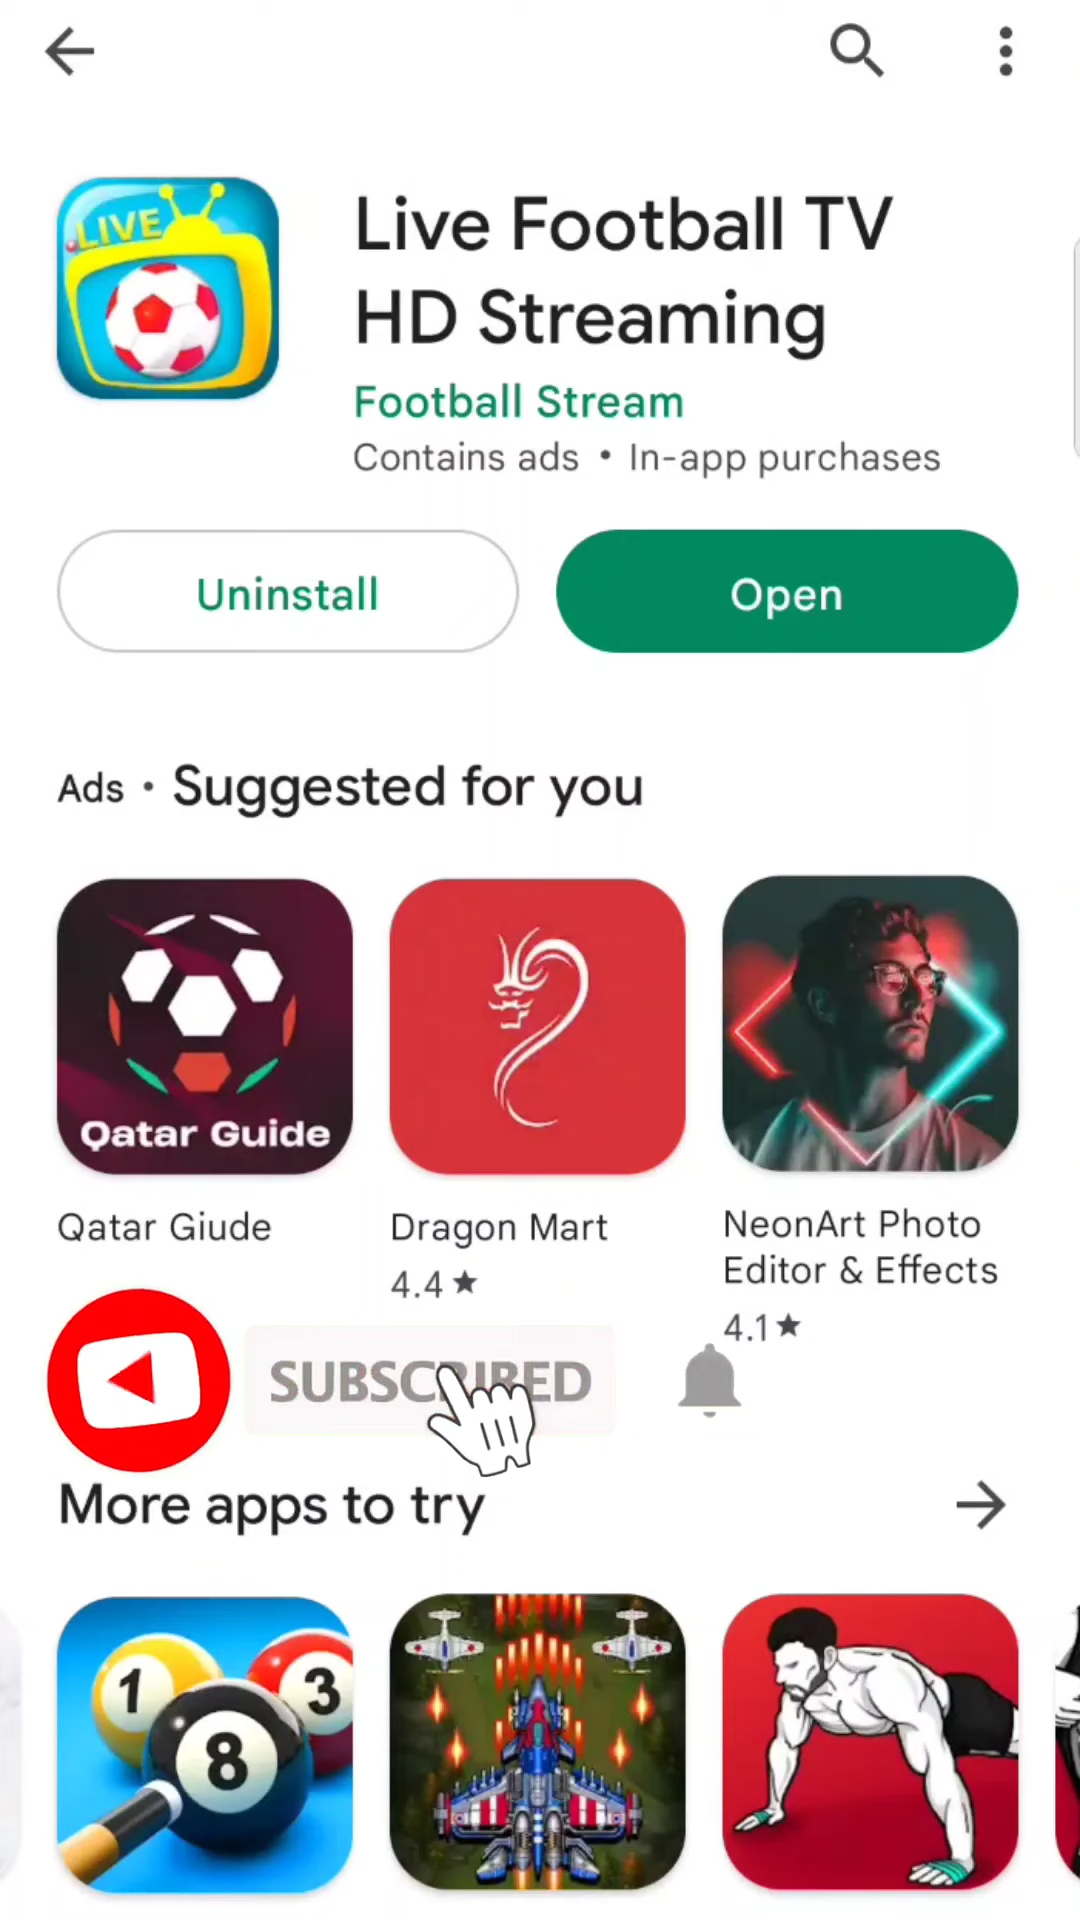 LIVE
Live Football TV
HD Streaming
Football Stream
Contains ads • In-app purchases
Uninstall
Open
Ads • Suggested for you
Qatar Guide
Qatar Giude
Dragon Mart
4.4 ★
NeonArt Photo
Editor & Effects
4.1 ★
SUBSCRIBED
More apps to try
1
3
8